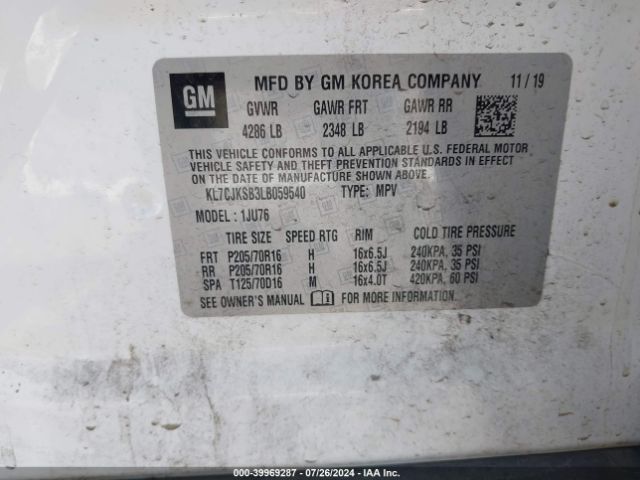 GM
MFD BY GM KOREA COMPANY 11/19
GVWR GAWR FRT GAWR RR
4286 LB 2348 LB 2194 LB
THIS VEHICLE CONFORMS TO ALL APPLICABLE U.S. FEDERAL MOTOR
VEHICLE SAFETY AND THEFT PREVENTION STANDARDS IN EFFECT ON
THE DATE OF MANUFACTURE SHOWN ABOVE.
KL7CJKSB3LB059540 TYPE: MPV
MODEL: 1JU76
TIRE SIZE SPEED RTG RIM COLD TIRE PRESSURE
FRT P205/70R16 H 16x6.5J 240KPA, 35 PSI
RR P205/70R16 H 16x6.5J 240KPA, 35 PSI
SPA T125/70D16 M 16x4.0T 420KPA, 60 PSI
SEE OWNER'S MANUAL FOR MORE INFORMATION.
000-39969287 - 07/26/2024 - IAA Inc.